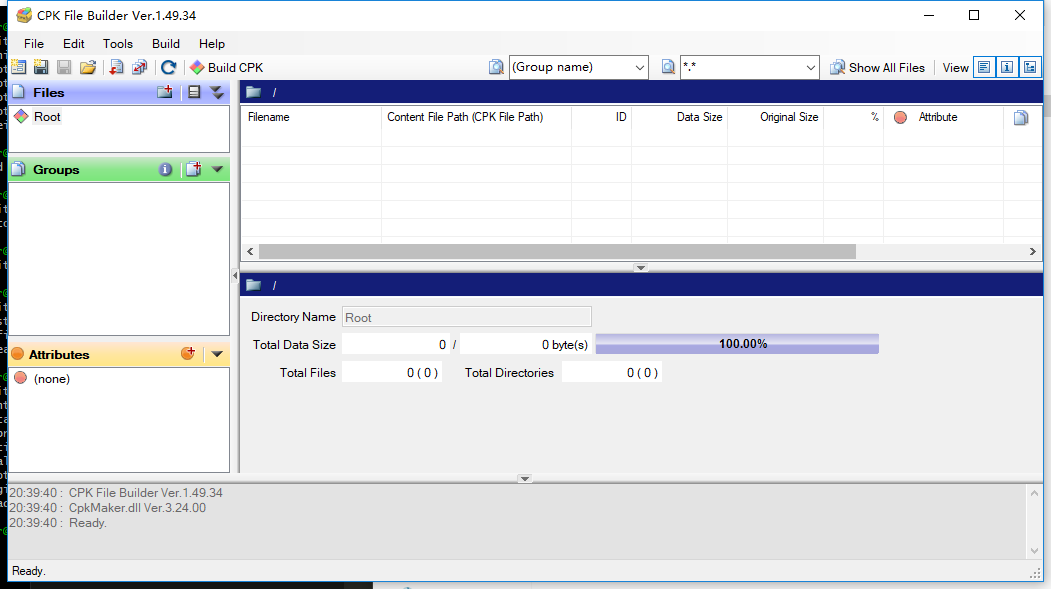 CPK File Builder Ver.1.49.34
File Edit Tools Build Help
Build CPK (Group name) *.* Show All Files View
Files
Root
Groups
Attributes
(none)
/
Filename Content File Path (CPK File Path) ID Data Size Original Size % Attribute
/
Directory Name Root
Total Data Size 0 / 0 byte(s) 100.00%
Total Files 0 ( 0 ) Total Directories 0 ( 0 )
20:39:40 : CPK File Builder Ver.1.49.34
20:39:40 : CpkMaker.dll Ver.3.24.00
20:39:40 : Ready.
Ready.